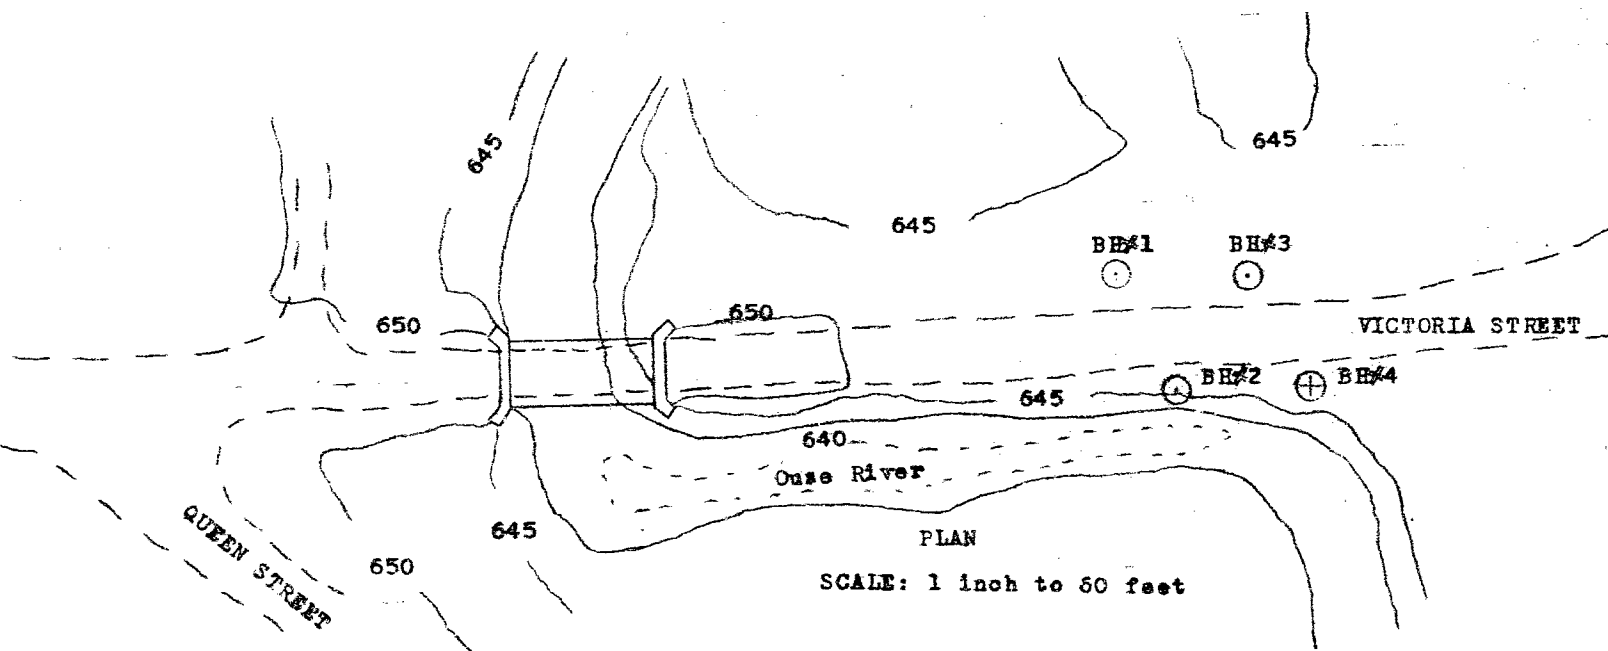 645
645
645
BH#1
BH#3
650
650
VICTORIA STREET
BH#2
BH#4
645
640
Ouse River
QUEEN STREET
645
PLAN
650
SCALE: 1 inch to 50 feet